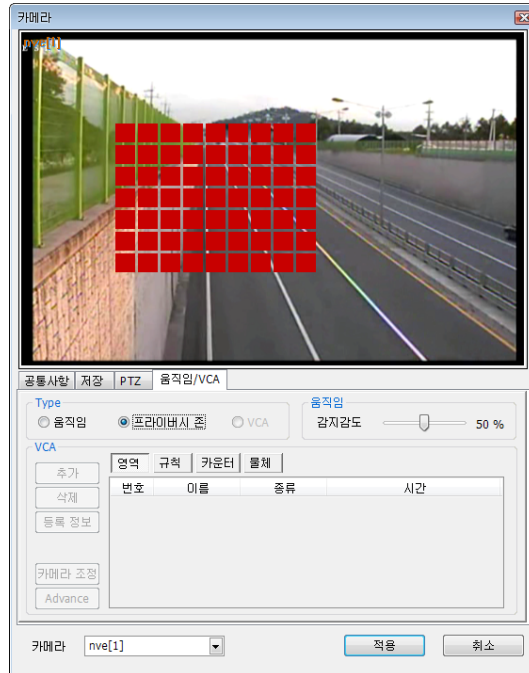 카메라
nve[1]
공통사항 저장 PTZ 움직임/VCA
Type
움직임 프라이버시 존 VCA
움직임
감지감도 50 %
VCA
추가
삭제
등록 정보
카메라 조정
Advance
영역 규칙 카운터 물체
번호 이름 종류 시간
카메라 nve[1] 적용 취소